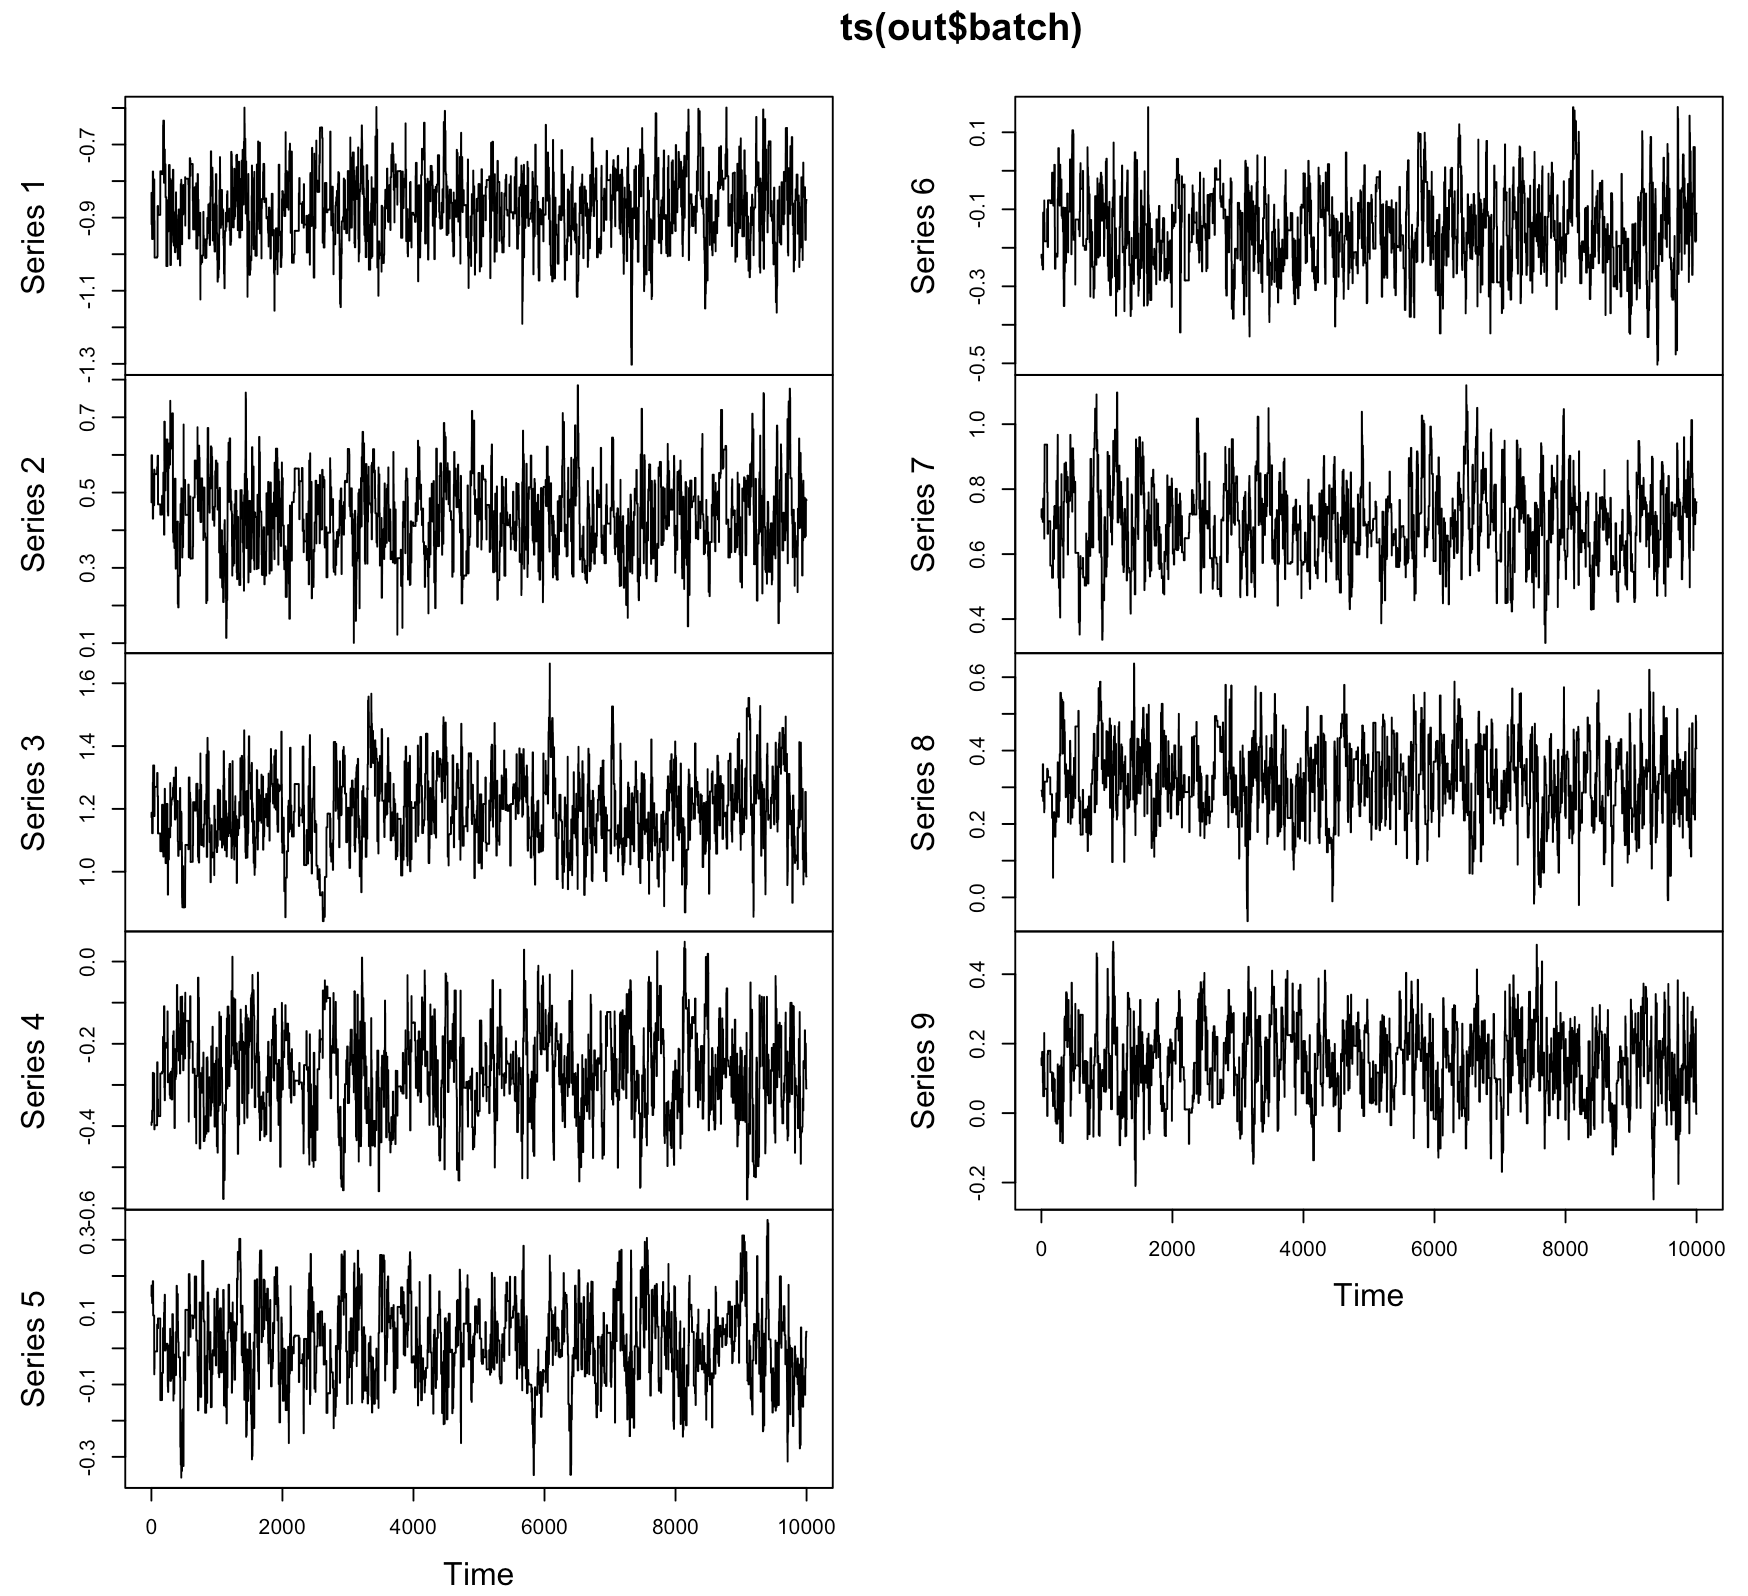 ts(out$batch)
Series 1
-0.7
-0.9
-1.1
-1.3
Series 2
0.7
0.5
0.3
0.1
Series 3
1.6
1.4
1.2
1.0
Series 4
0.0
-0.2
-0.4
-0.6
Series 5
0.3
0.1
-0.1
-0.3
0 2000 4000 6000 8000 10000
Time
Series 6
0.1
-0.1
-0.3
-0.5
Series 7
1.0
0.8
0.6
0.4
Series 8
0.6
0.4
0.2
0.0
Series 9
0.4
0.2
0.0
-0.2
0 2000 4000 6000 8000 10000
Time